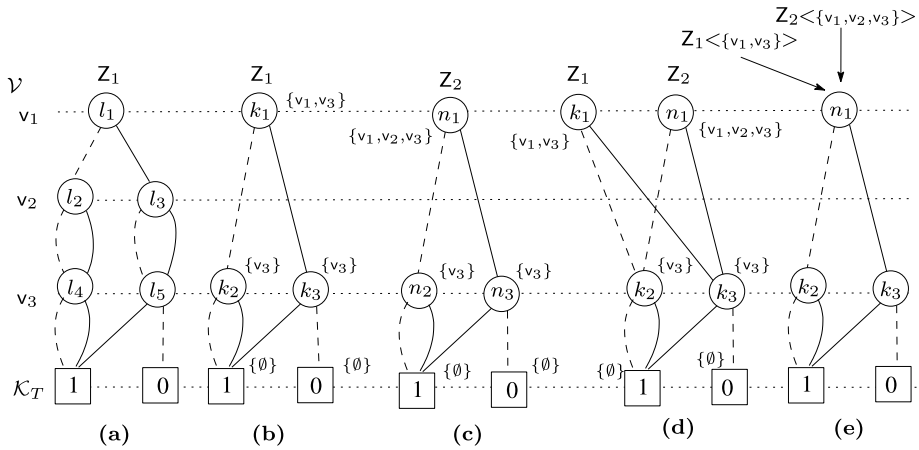 Z₂<{v₁,v₂,v₃}>
Z₁<{v₁,v₃}>
𝒱 Z₁ Z₁ Z₂ Z₁ Z₂
v₁ l₁ k₁ {v₁,v₃} n₁ k₁ n₁ n₁
{v₁,v₂,v₃} {v₁,v₃} {v₁,v₂,v₃}
v₂ l₂ l₃
{v₃} {v₃} {v₃} {v₃} {v₃} {v₃}
v₃ l₄ l₅ k₂ k₃ n₂ n₃ k₂ k₃ k₂ k₃
{∅} {∅} {∅} {∅} {∅} {∅}
𝒦_T 1 0 1 0 1 0 1 0 1 0
(a) (b) (c) (d) (e)